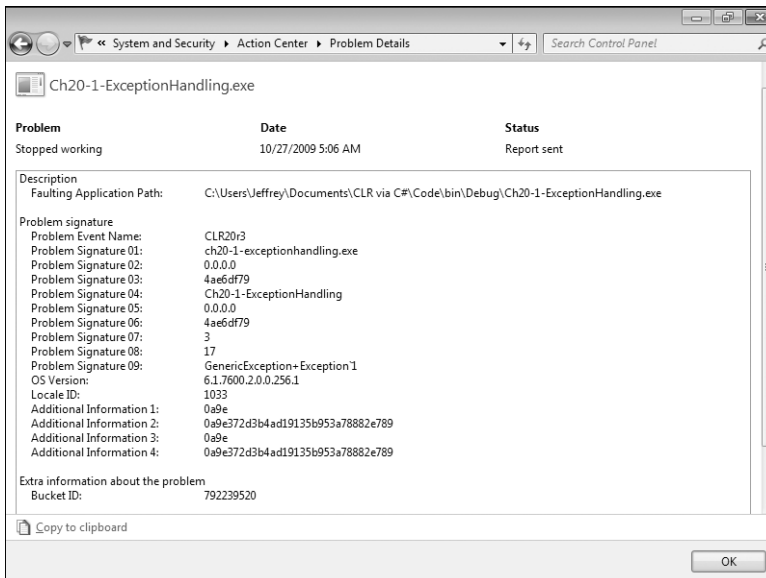 « System and Security ▸ Action Center ▸ Problem Details Search Control Panel
Ch20-1-ExceptionHandling.exe
Problem Date Status
Stopped working 10/27/2009 5:06 AM Report sent
Description
Faulting Application Path: C:\Users\Jeffrey\Documents\CLR via C#\Code\bin\Debug\Ch20-1-ExceptionHandling.exe
Problem signature
Problem Event Name: CLR20r3
Problem Signature 01: ch20-1-exceptionhandling.exe
Problem Signature 02: 0.0.0.0
Problem Signature 03: 4ae6df79
Problem Signature 04: Ch20-1-ExceptionHandling
Problem Signature 05: 0.0.0.0
Problem Signature 06: 4ae6df79
Problem Signature 07: 3
Problem Signature 08: 17
Problem Signature 09: GenericException+Exception`1
OS Version: 6.1.7600.2.0.0.256.1
Locale ID: 1033
Additional Information 1: 0a9e
Additional Information 2: 0a9e372d3b4ad19135b953a78882e789
Additional Information 3: 0a9e
Additional Information 4: 0a9e372d3b4ad19135b953a78882e789
Extra information about the problem
Bucket ID: 792239520
Copy to clipboard
OK